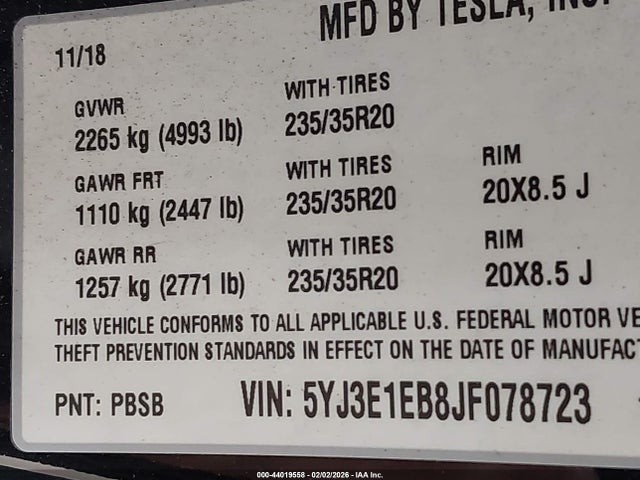 MFD BY TESLA, INC.
11/18
GVWR WITH TIRES
2265 kg (4993 lb) 235/35R20
GAWR FRT WITH TIRES RIM
1110 kg (2447 lb) 235/35R20 20X8.5 J
GAWR RR WITH TIRES RIM
1257 kg (2771 lb) 235/35R20 20X8.5 J
THIS VEHICLE CONFORMS TO ALL APPLICABLE U.S. FEDERAL MOTOR VE
THEFT PREVENTION STANDARDS IN EFFECT ON THE DATE OF MANUFAC
PNT: PBSB VIN: 5YJ3E1EB8JF078723
000-44019558 - 02/02/2026 - IAA Inc.